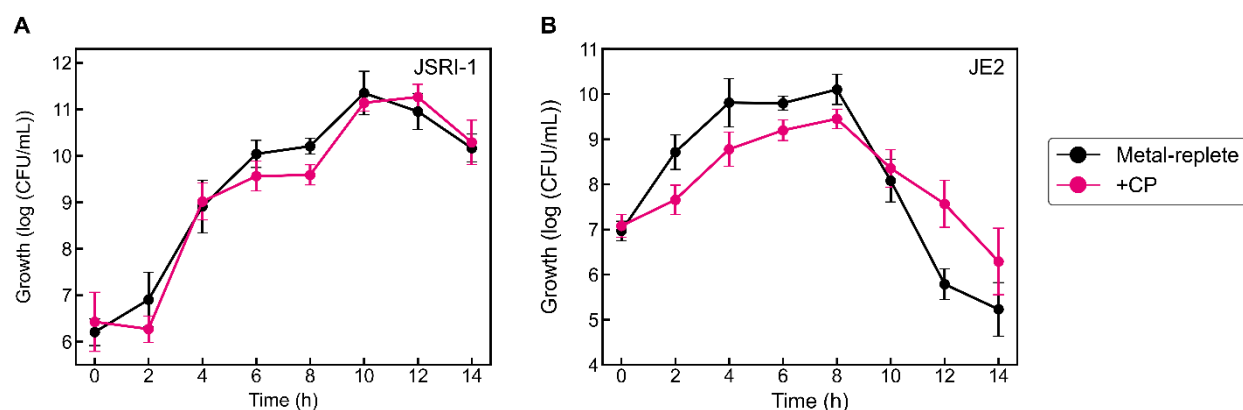 A
JSRI-1
Growth (log (CFU/mL))
12
11
10
9
8
7
6
0 2 4 6 8 10 12 14
Time (h)
B
JE2
Growth (log (CFU/mL))
11
10
9
8
7
6
5
4
0 2 4 6 8 10 12 14
Time (h)
Metal-replete
+CP